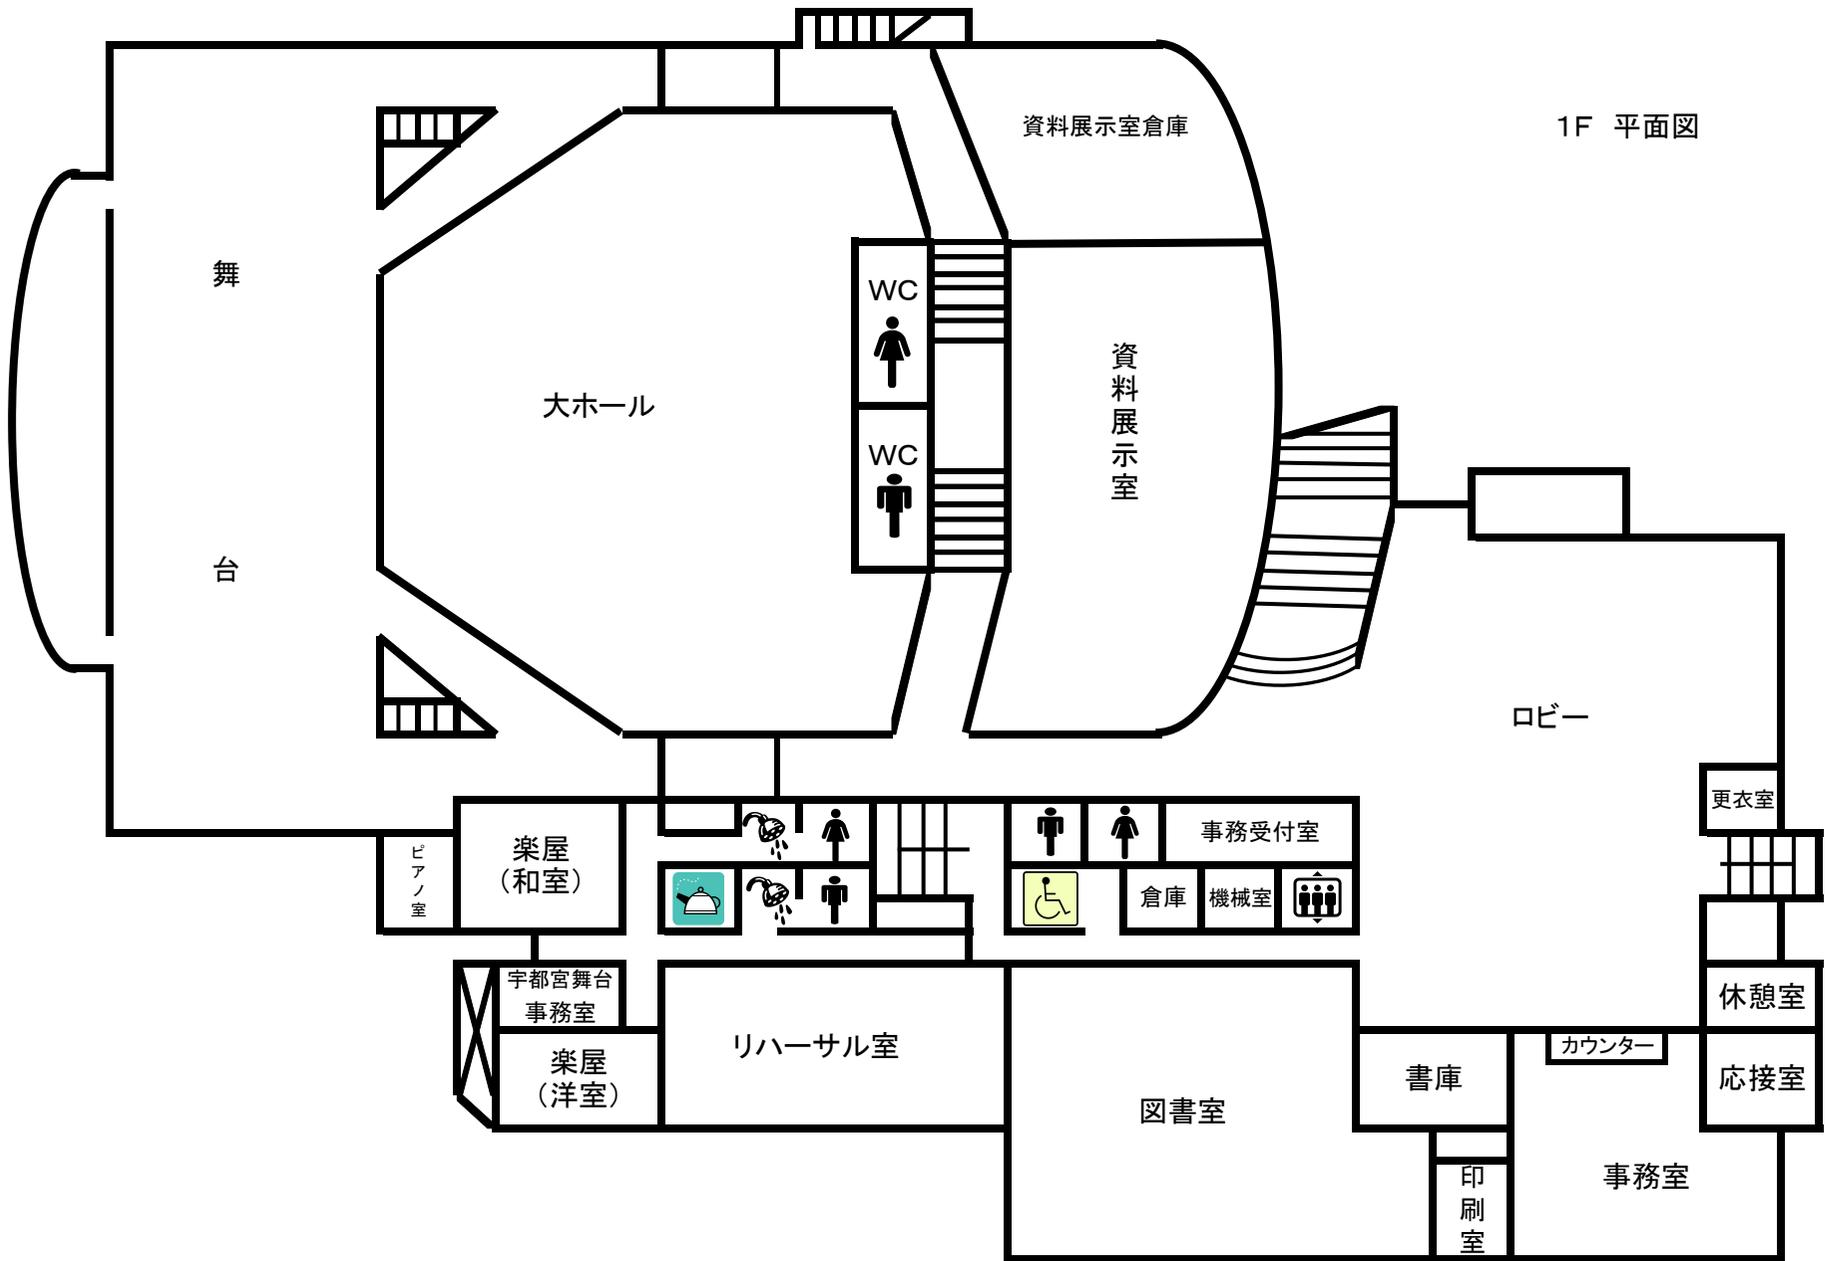 １F　平面図
資料展示室倉庫
舞
台
大ホール
WC
WC
資料展示室
ロビー
更衣室
事務受付室
楽屋
（和室）
ピアノ室
倉庫
機械室
宇都宮舞台
事務室
楽屋
（洋室）
リハーサル室
図書室
書庫
カウンター
休憩室
応接室
事務室
印刷室